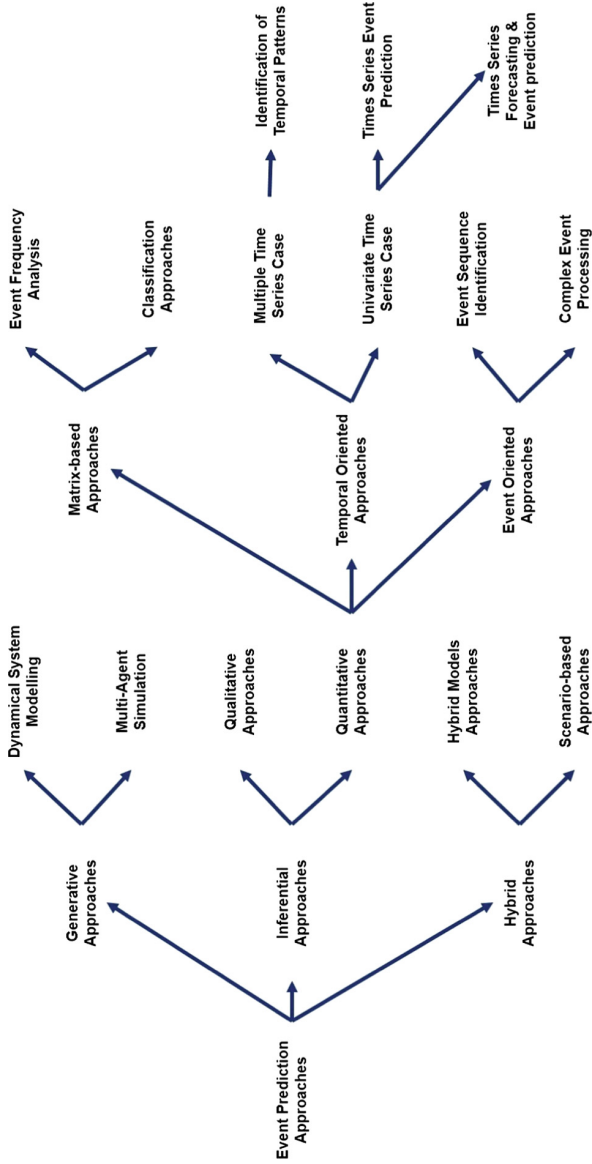 Event Prediction
Approaches
Generative
Approaches
Inferential
Approaches
Hybrid
Approaches
Dynamical System
Modelling
Multi-Agent
Simulation
Qualitative
Approaches
Quantitative
Approaches
Hybrid Models
Approaches
Scenario-based
Approaches
Matrix-based
Approaches
Temporal Oriented
Approaches
Event Oriented
Approaches
Event Frequency
Analysis
Classification
Approaches
Multiple Time
Series Case
Univariate Time
Series Case
Event Sequence
Identification
Complex Event
Processing
Identification of
Temporal Patterns
Times Series Event
Prediction
Times Series
Forecasting &
Event prediction